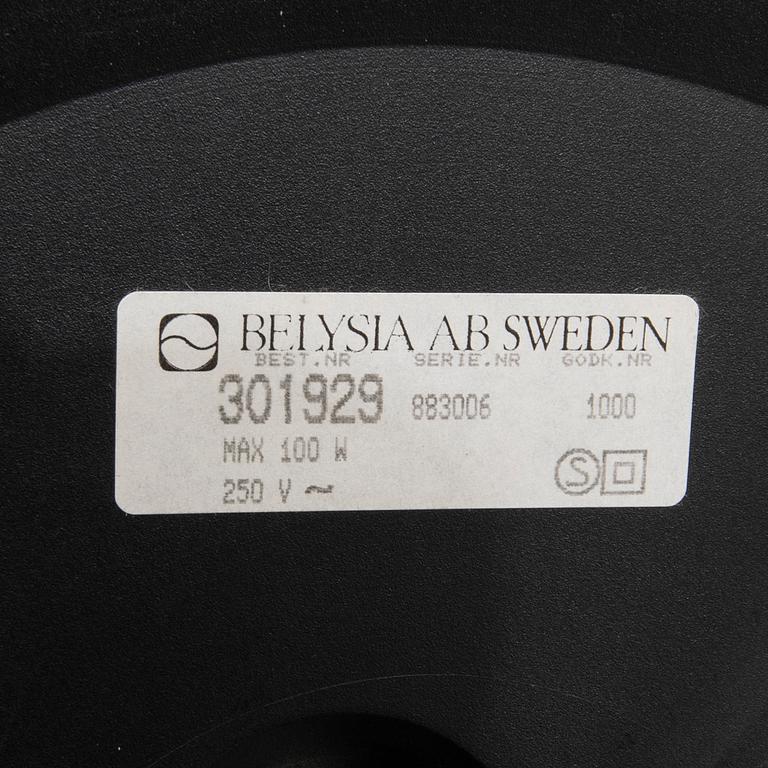 BELYSIA AB SWEDEN
BEST.NR SERIE.NR GODK.NR
301929 883006 1000
MAX 100 W
250 V ~
S